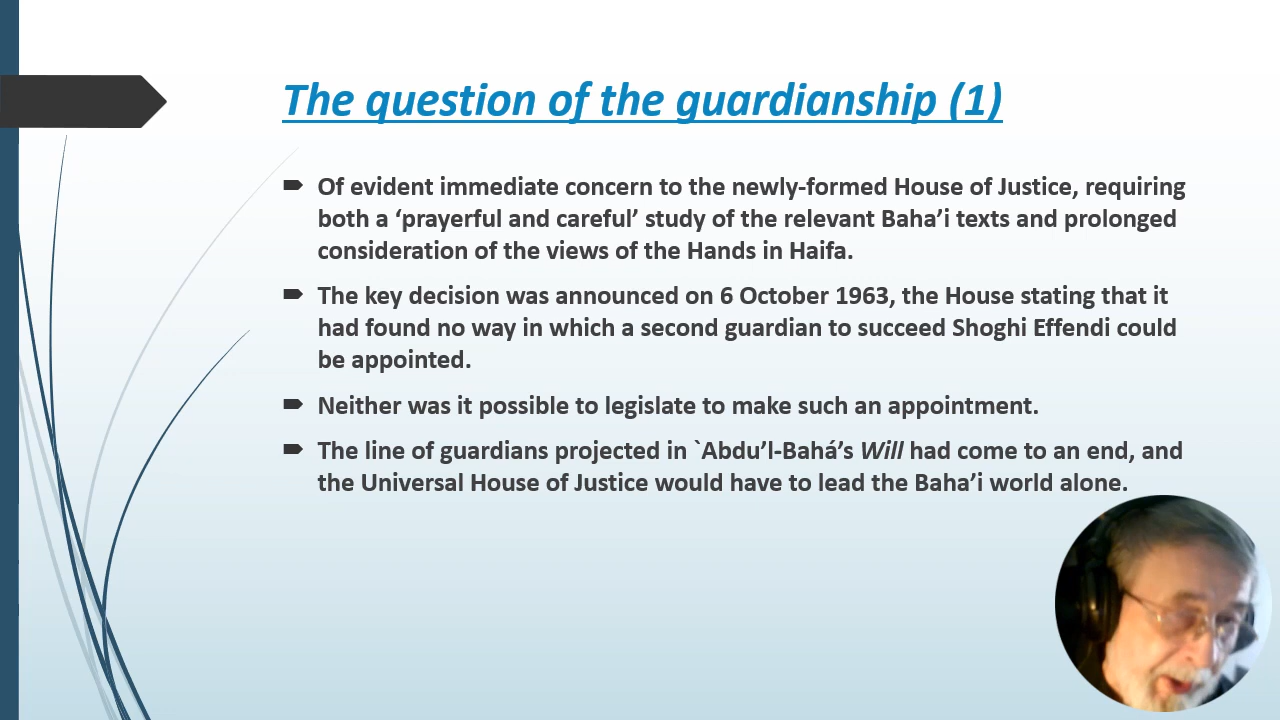 The question of the guardianship (1)
Of evident immediate concern to the newly-formed House of Justice, requiring
both a ‘prayerful and careful’ study of the relevant Baha’i texts and prolonged
consideration of the views of the Hands in Haifa.
The key decision was announced on 6 October 1963, the House stating that it
had found no way in which a second guardian to succeed Shoghi Effendi could
be appointed.
Neither was it possible to legislate to make such an appointment.
The line of guardians projected in `Abdu’l-Bahá’s Will had come to an end, and
the Universal House of Justice would have to lead the Baha’i world alone.